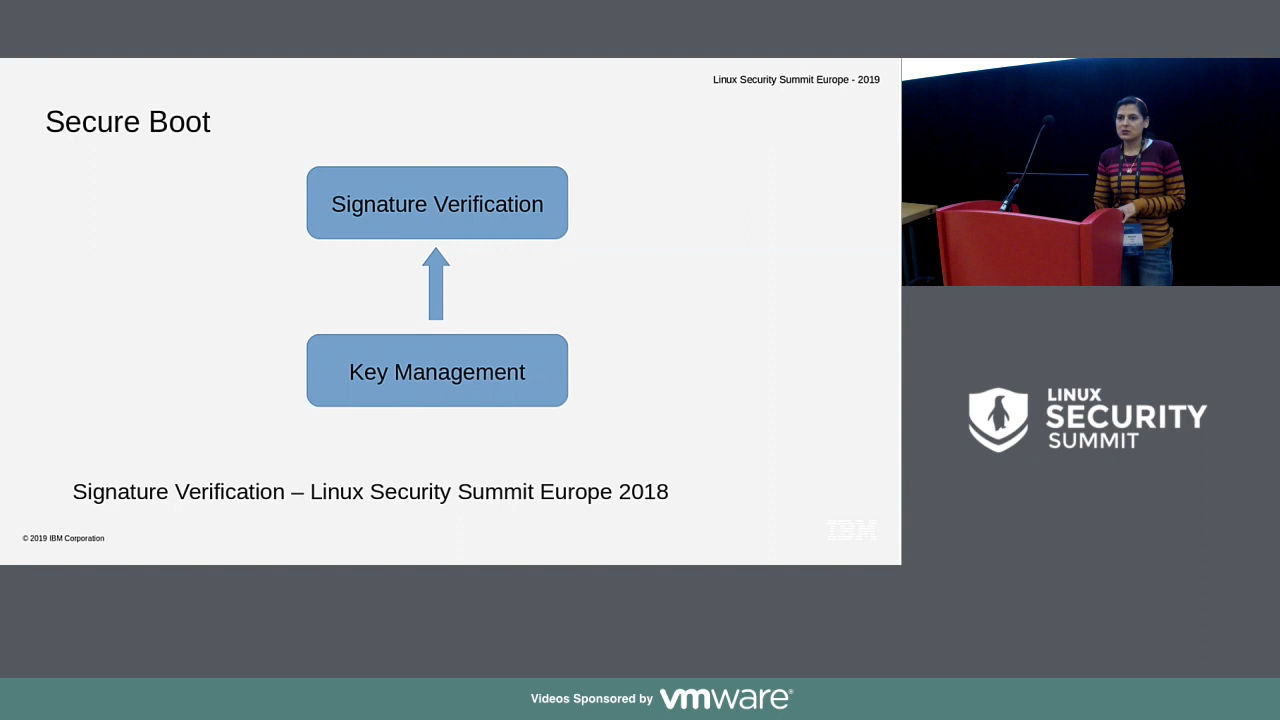 Linux Security Summit Europe - 2019
Secure Boot
Signature Verification
Key Management
Signature Verification – Linux Security Summit Europe 2018
© 2019 IBM Corporation
IBM
LINUX
SECURITY
SUMMIT
Videos Sponsored by vmware®